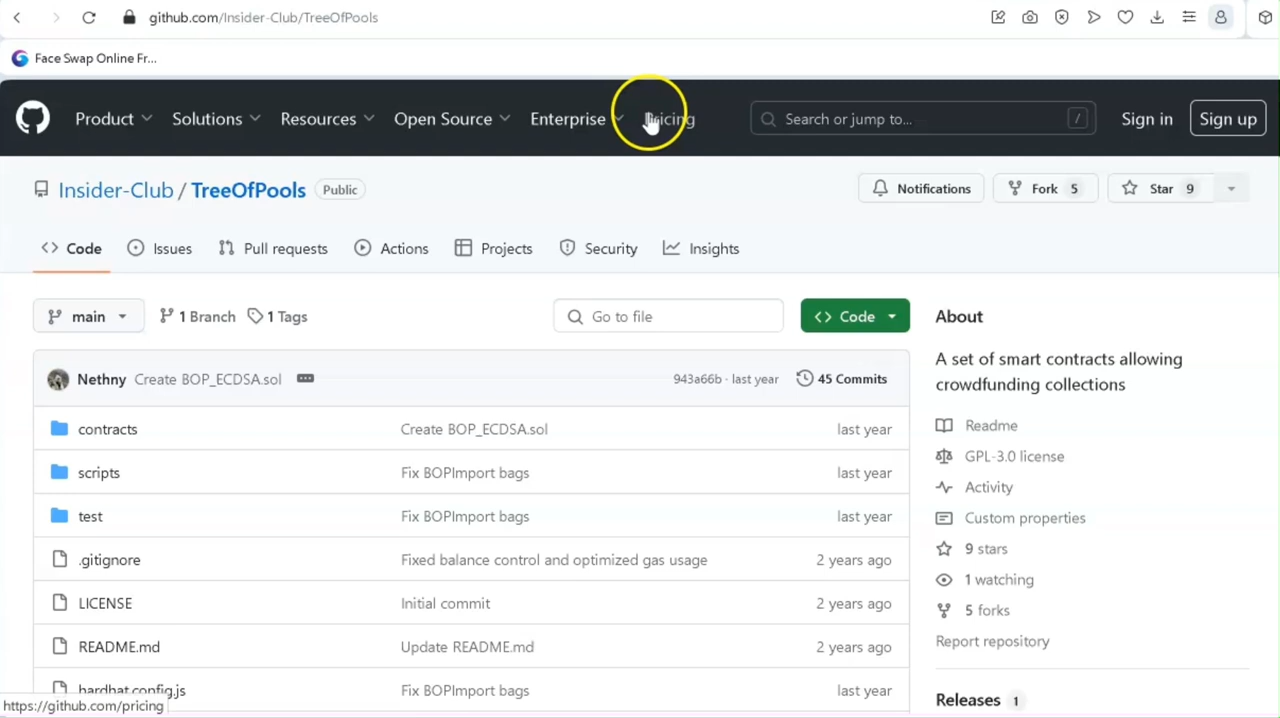 github.com/Insider-Club/TreeOfPools
Face Swap Online Fr...
Product Solutions Resources Open Source Enterprise Pricing Search or jump to... / Sign in Sign up
Insider-Club / TreeOfPools Public Notifications Fork 5 Star 9
Code Issues Pull requests Actions Projects Security Insights
main 1 Branch 1 Tags Go to file Code
Nethny Create BOP_ECDSA.sol 943a66b · last year 45 Commits
contracts Create BOP_ECDSA.sol last year
scripts Fix BOPImport bags last year
test Fix BOPImport bags last year
.gitignore Fixed balance control and optimized gas usage 2 years ago
LICENSE Initial commit 2 years ago
README.md Update README.md 2 years ago
hardhat.config.js Fix BOPImport bags last year
https://github.com/pricing
About
A set of smart contracts allowing
crowdfunding collections
Readme
GPL-3.0 license
Activity
Custom properties
9 stars
1 watching
5 forks
Report repository
Releases 1